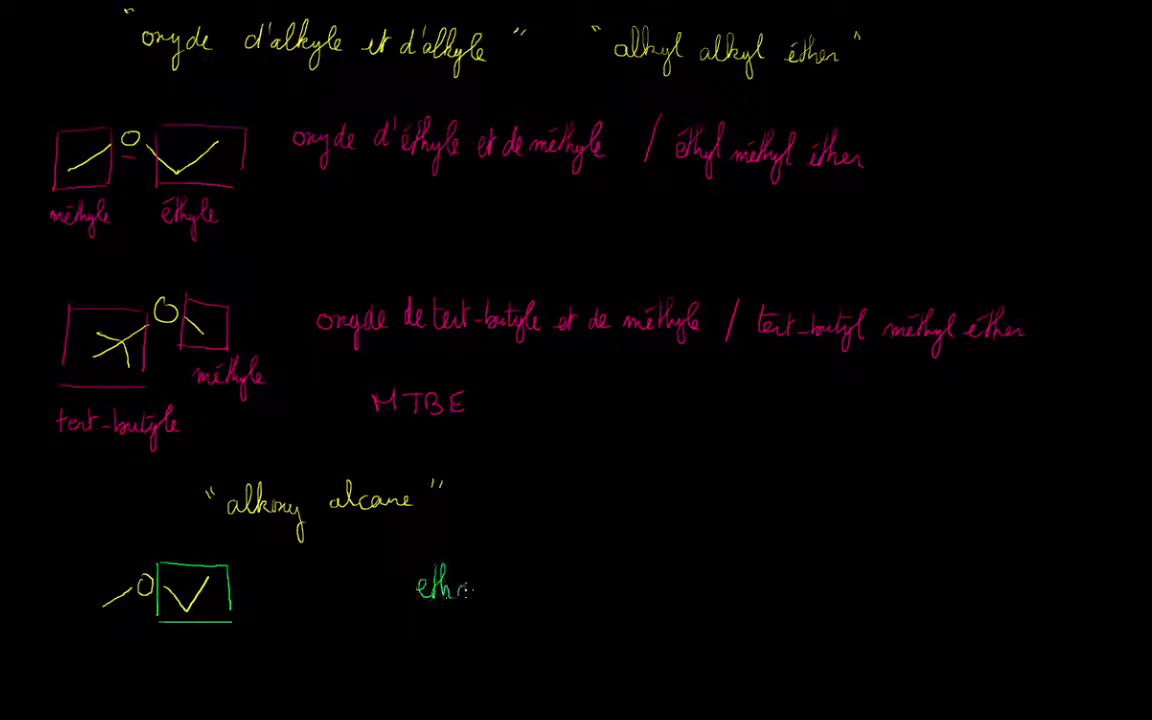 "oxyde d'alkyle et d'alkyle" "alkyl alkyl éther"
O oxyde d'éthyle et de méthyle / éthyl méthyl éther
méthyle éthyle
O oxyde de tert-butyle et de méthyle / tert-butyl méthyl éther
méthyle
tert-butyle MTBE
"alkoxy alcane"
O eth